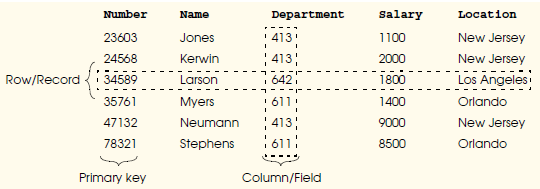 Number Name Department Salary Location
23603 Jones 413 1100 New Jersey
24568 Kerwin 413 2000 New Jersey
Row/Record 34589 Larson 642 1800 Los Angeles
35761 Myers 611 1400 Orlando
47132 Neumann 413 9000 New Jersey
78321 Stephens 611 8500 Orlando
Primary key Column/Field